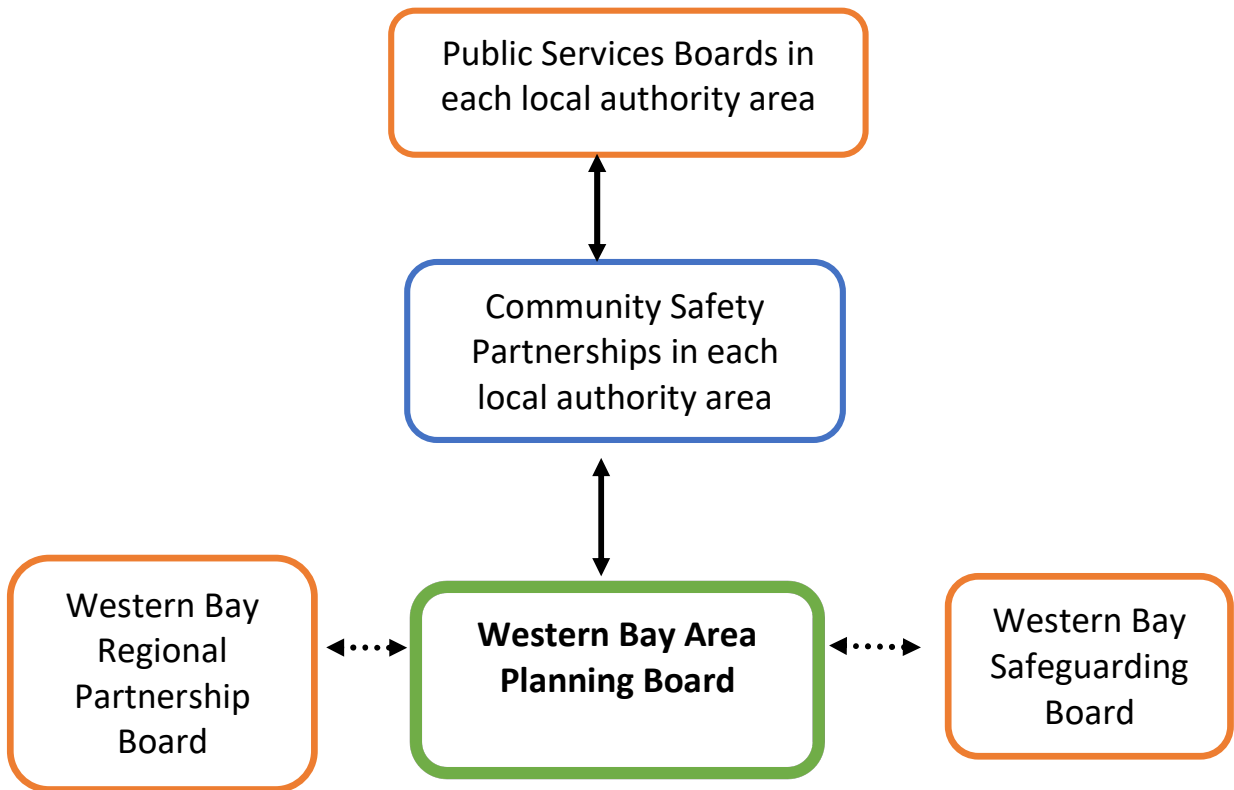 Public Services Boards in
each local authority area
Community Safety
Partnerships in each
local authority area
Western Bay
Regional
Partnership
Board
Western Bay Area
Planning Board
Western Bay
Safeguarding
Board